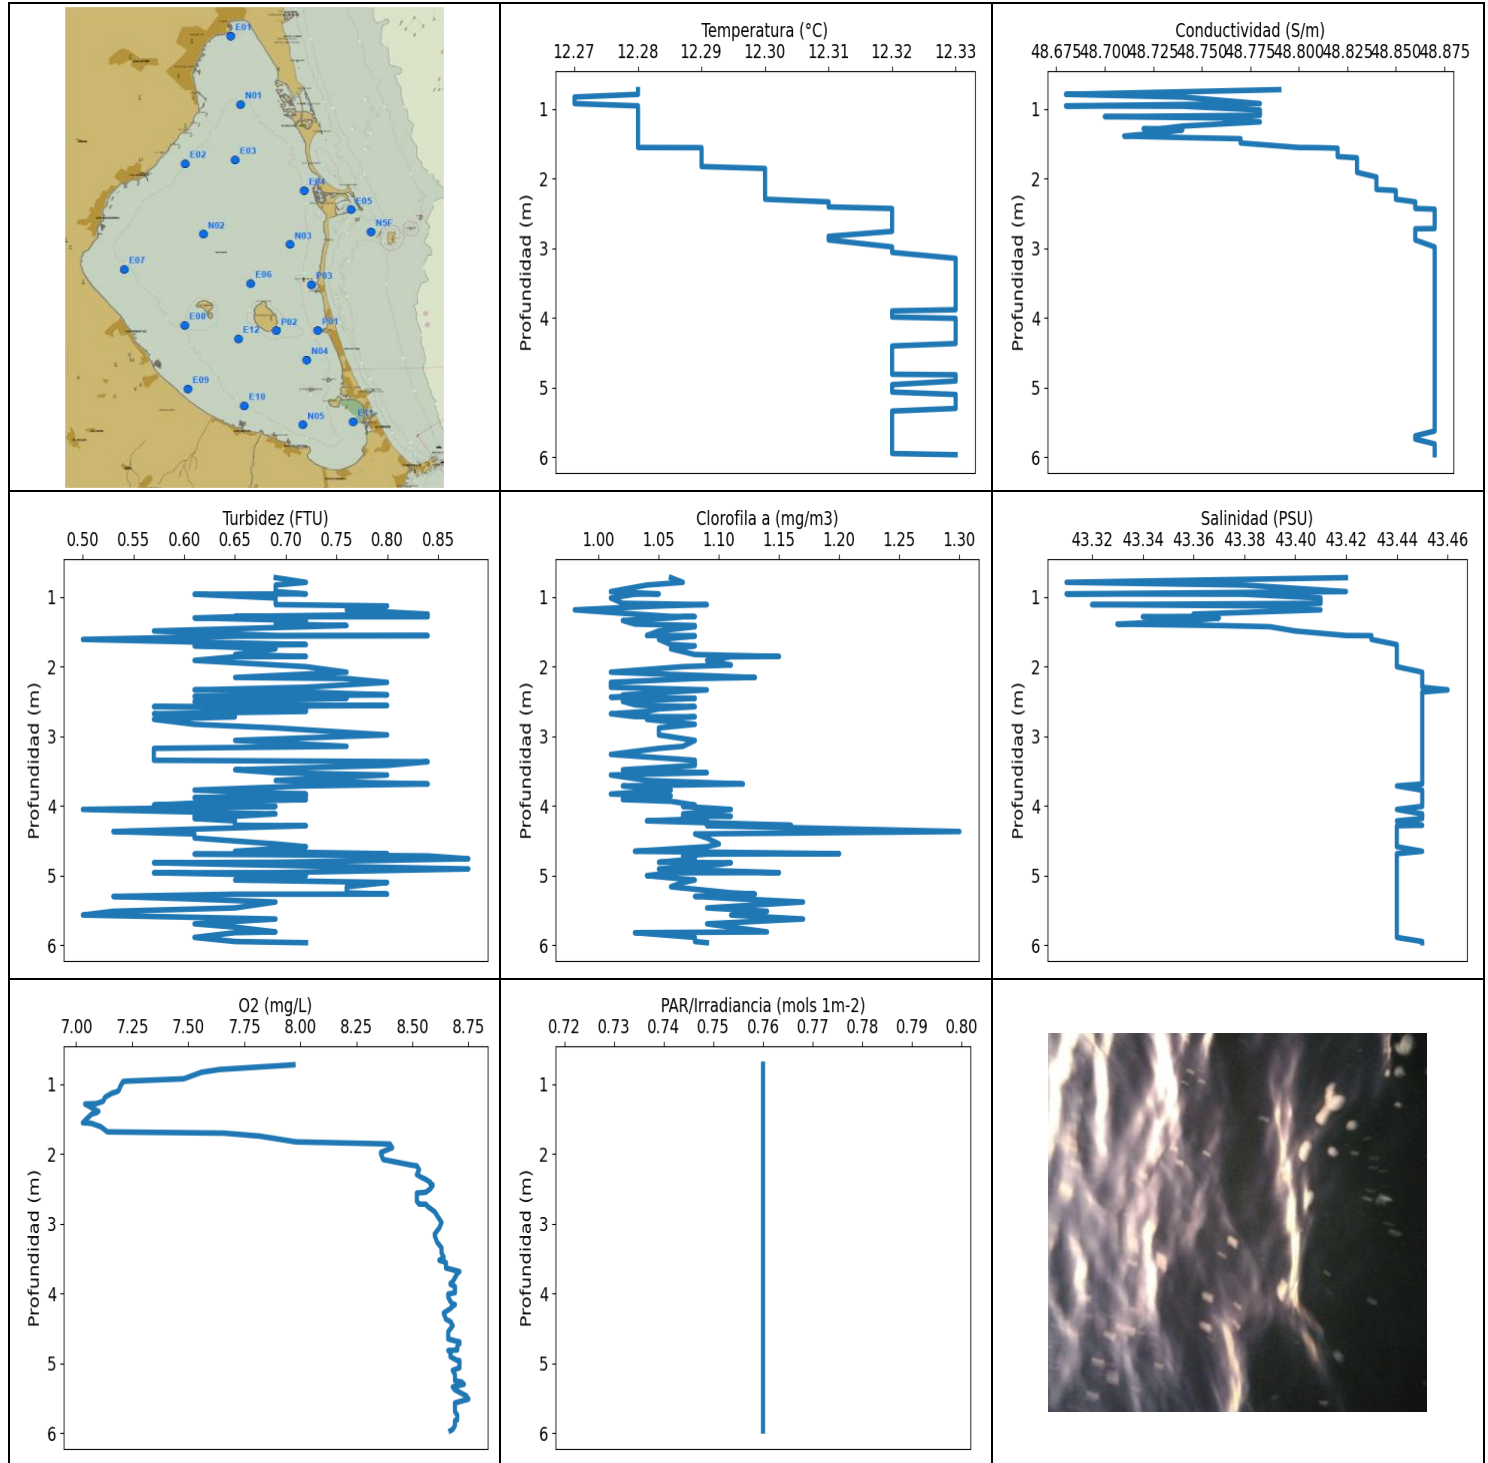 E01
N01
E02
E03
E04
E05
N5F
N02
N03
E07
E06
P03
E08
E12
P02
P01
N04
E09
E10
N05
E11
Temperatura (°C)
12.27 12.28 12.29 12.30 12.31 12.32 12.33
Profundidad (m)
1
2
3
4
5
6
Conductividad (S/m)
48.675 48.700 48.725 48.750 48.775 48.800 48.825 48.850 48.875
Profundidad (m)
1
2
3
4
5
6
Turbidez (FTU)
0.50 0.55 0.60 0.65 0.70 0.75 0.80 0.85
Profundidad (m)
1
2
3
4
5
6
Clorofila a (mg/m3)
1.00 1.05 1.10 1.15 1.20 1.25 1.30
Profundidad (m)
1
2
3
4
5
6
Salinidad (PSU)
43.32 43.34 43.36 43.38 43.40 43.42 43.44 43.46
Profundidad (m)
1
2
3
4
5
6
O2 (mg/L)
7.00 7.25 7.50 7.75 8.00 8.25 8.50 8.75
Profundidad (m)
1
2
3
4
5
6
PAR/Irradiancia (mols 1m-2)
0.72 0.73 0.74 0.75 0.76 0.77 0.78 0.79 0.80
Profundidad (m)
1
2
3
4
5
6